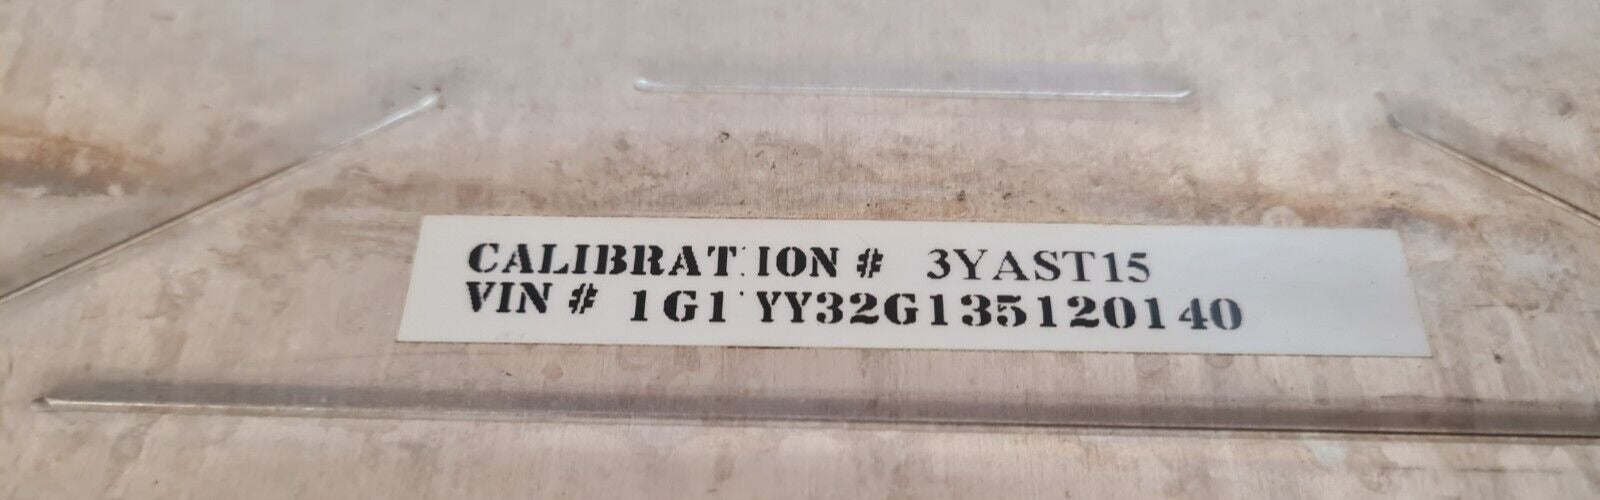 CALIBRATION # 3YAST15
VIN # 1G1YY32G135120140